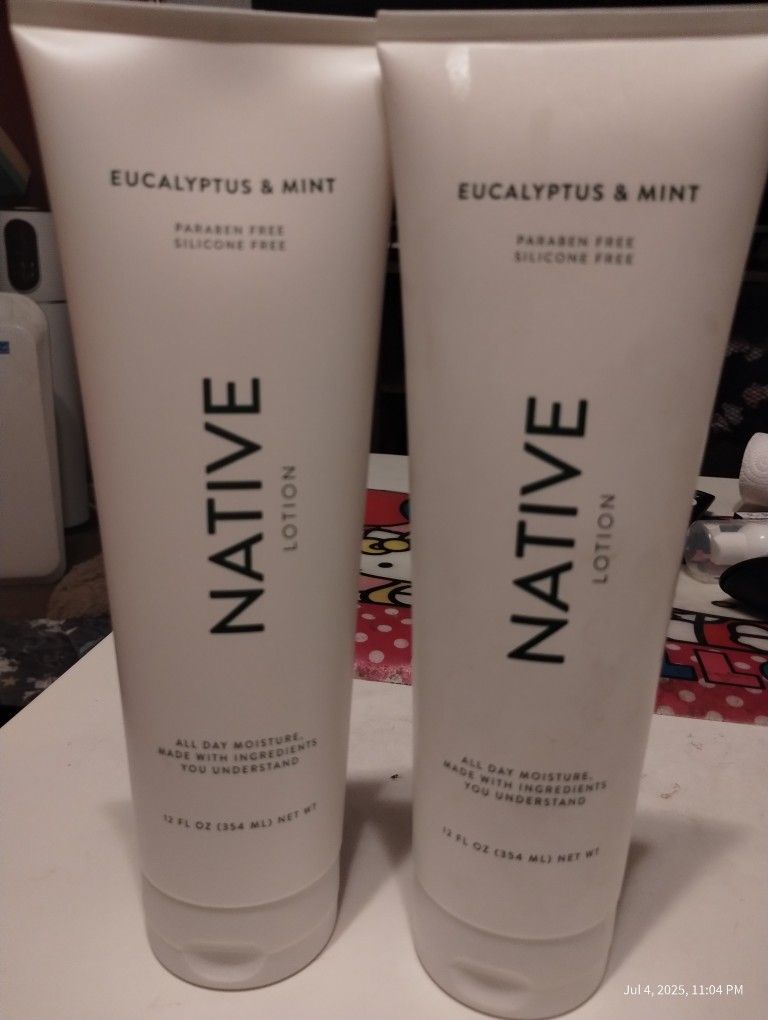 EUCALYPTUS & MINT
PARABEN FREE
SILICONE FREE
NATIVE
LOTION
ALL DAY MOISTURE,
MADE WITH INGREDIENTS
YOU UNDERSTAND
12 FL OZ (354 ML) NET WT
EUCALYPTUS & MINT
PARABEN FREE
SILICONE FREE
NATIVE
LOTION
ALL DAY MOISTURE,
MADE WITH INGREDIENTS
YOU UNDERSTAND
12 FL OZ (354 ML) NET WT
Jul 4, 2025, 11:04 PM